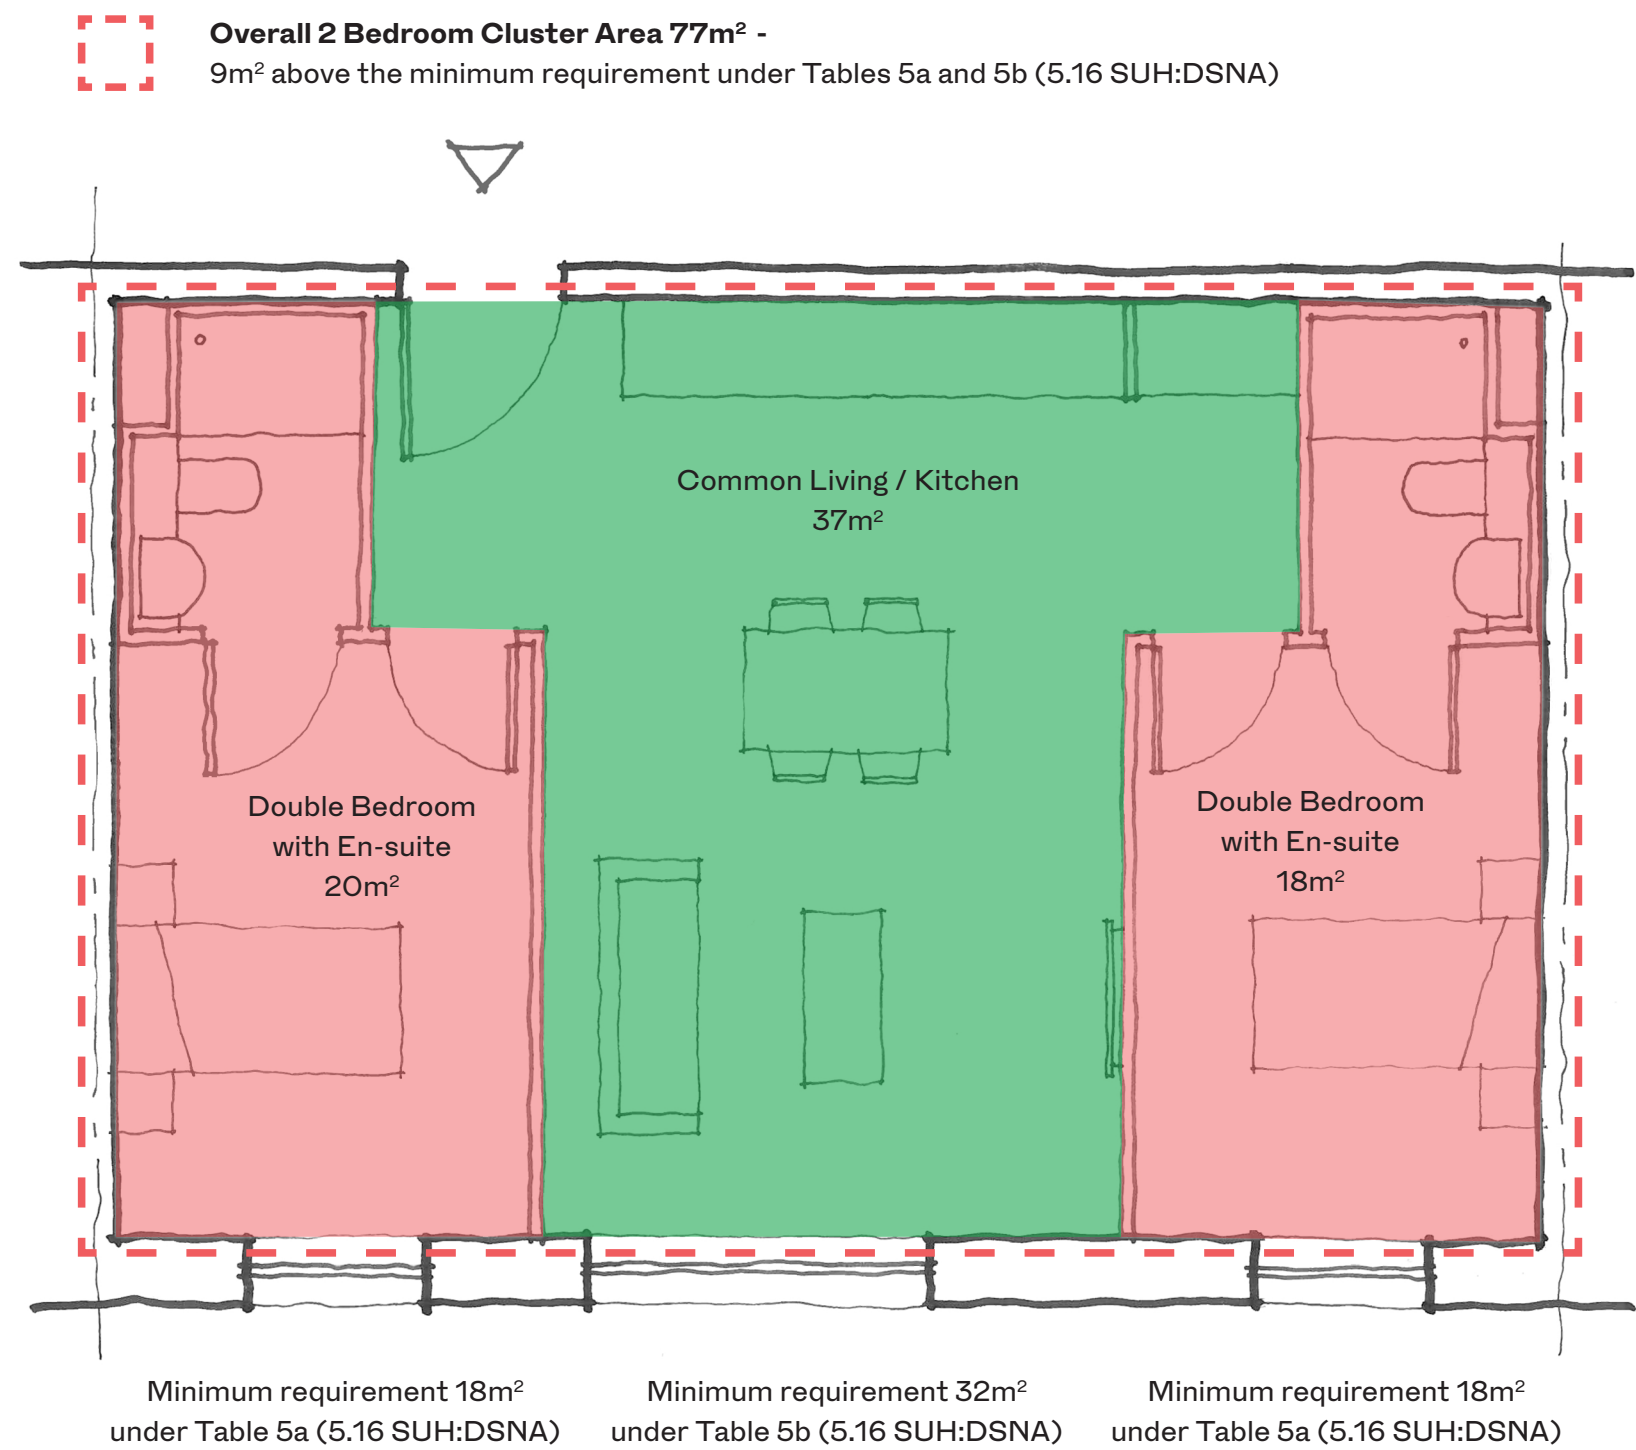 Overall 2 Bedroom Cluster Area 77m² -
9m² above the minimum requirement under Tables 5a and 5b (5.16 SUH:DSNA)
Common Living / Kitchen
37m²
Double Bedroom
with En-suite
20m²
Double Bedroom
with En-suite
18m²
Minimum requirement 18m²
under Table 5a (5.16 SUH:DSNA)
Minimum requirement 32m²
under Table 5b (5.16 SUH:DSNA)
Minimum requirement 18m²
under Table 5a (5.16 SUH:DSNA)